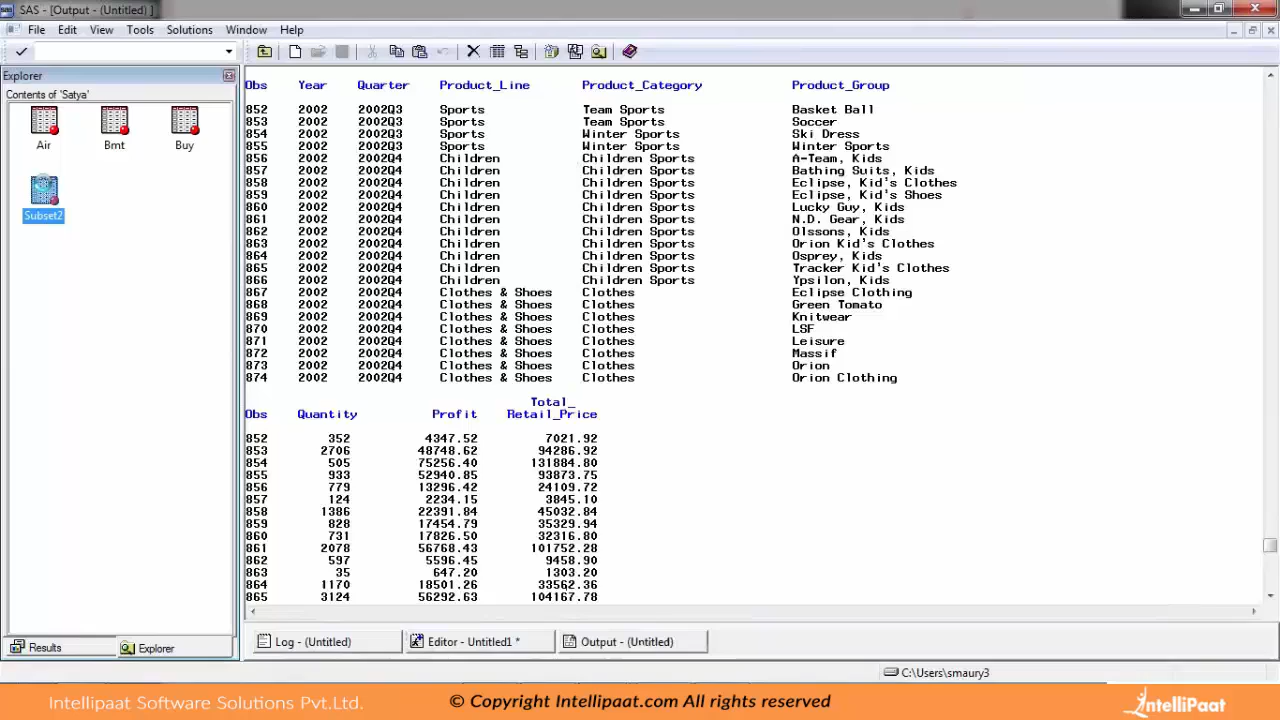 SAS - [Output - (Untitled) ]
File Edit View Tools Solutions Window Help
Explorer
Contents of 'Satya'
Air Bmt Buy
Subset2
Results Explorer
Obs Year Quarter Product_Line Product_Category Product_Group
852 2002 2002Q3 Sports Team Sports Basket Ball
853 2002 2002Q3 Sports Team Sports Soccer
854 2002 2002Q3 Sports Winter Sports Ski Dress
855 2002 2002Q3 Sports Winter Sports Winter Sports
856 2002 2002Q4 Children Children Sports A-Team, Kids
857 2002 2002Q4 Children Children Sports Bathing Suits, Kids
858 2002 2002Q4 Children Children Sports Eclipse, Kid's Clothes
859 2002 2002Q4 Children Children Sports Eclipse, Kid's Shoes
860 2002 2002Q4 Children Children Sports Lucky Guy, Kids
861 2002 2002Q4 Children Children Sports N.D. Gear, Kids
862 2002 2002Q4 Children Children Sports Olssons, Kids
863 2002 2002Q4 Children Children Sports Orion Kid's Clothes
864 2002 2002Q4 Children Children Sports Osprey, Kids
865 2002 2002Q4 Children Children Sports Tracker Kid's Clothes
866 2002 2002Q4 Children Children Sports Ypsilon, Kids
867 2002 2002Q4 Clothes & Shoes Clothes Eclipse Clothing
868 2002 2002Q4 Clothes & Shoes Clothes Green Tomato
869 2002 2002Q4 Clothes & Shoes Clothes Knitwear
870 2002 2002Q4 Clothes & Shoes Clothes LSF
871 2002 2002Q4 Clothes & Shoes Clothes Leisure
872 2002 2002Q4 Clothes & Shoes Clothes Massif
873 2002 2002Q4 Clothes & Shoes Clothes Orion
874 2002 2002Q4 Clothes & Shoes Clothes Orion Clothing
Total_
Obs Quantity Profit Retail_Price
852 352 4347.52 7021.92
853 2706 48748.62 94286.92
854 505 75256.40 131884.80
855 933 52940.85 93873.75
856 779 13296.42 24109.72
857 124 2234.15 3845.10
858 1386 22391.84 45032.84
859 828 17454.79 35329.94
860 731 17826.50 32316.80
861 2078 56768.43 101752.28
862 597 5596.45 9458.90
863 35 647.20 1303.20
864 1170 18501.26 33562.36
865 3124 56292.63 104167.78
Log - (Untitled) Editor - Untitled1 * Output - (Untitled)
C:\Users\smaury3
Intellipaat Software Solutions Pvt.Ltd. © Copyright Intellipaat.com All rights reserved IntelliPaat